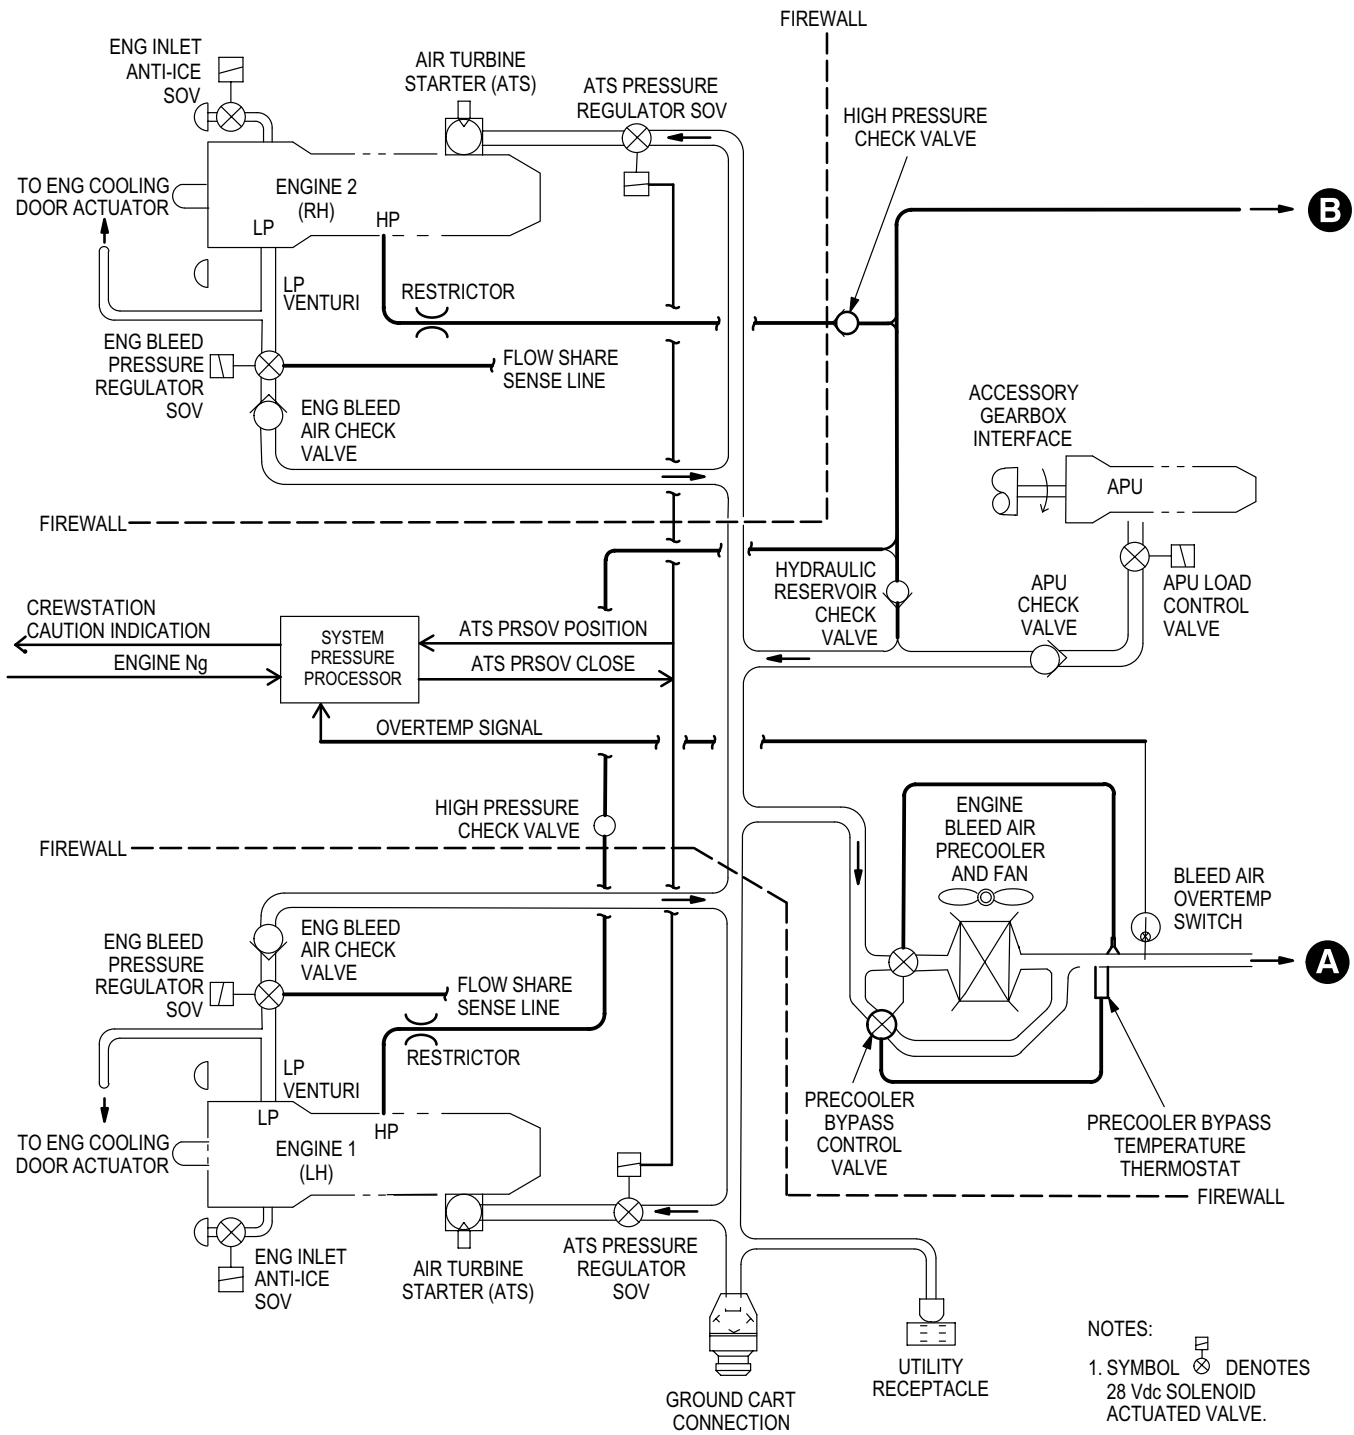 FIREWALL
ENG INLET
ANTI-ICE
SOV
AIR TURBINE
STARTER (ATS)
ATS PRESSURE
REGULATOR SOV
HIGH PRESSURE
CHECK VALVE
TO ENG COOLING
DOOR ACTUATOR
ENGINE 2
(RH)
LP
HP
B
LP
VENTURI
RESTRICTOR
ENG BLEED
PRESSURE
REGULATOR
SOV
FLOW SHARE
SENSE LINE
ENG BLEED
AIR CHECK
VALVE
ACCESSORY
GEARBOX
INTERFACE
APU
FIREWALL
HYDRAULIC
RESERVOIR
CHECK
VALVE
APU
CHECK
VALVE
APU LOAD
CONTROL
VALVE
CREWSTATION
CAUTION INDICATION
ENGINE Ng
SYSTEM
PRESSURE
PROCESSOR
ATS PRSOV POSITION
ATS PRSOV CLOSE
OVERTEMP SIGNAL
HIGH PRESSURE
CHECK VALVE
FIREWALL
ENGINE
BLEED AIR
PRECOOLER
AND FAN
BLEED AIR
OVERTEMP
SWITCH
A
ENG BLEED
PRESSURE
REGULATOR
SOV
ENG BLEED
AIR CHECK
VALVE
FLOW SHARE
SENSE LINE
RESTRICTOR
LP
VENTURI
LP
HP
TO ENG COOLING
DOOR ACTUATOR
ENGINE 1
(LH)
PRECOOLER
BYPASS
CONTROL
VALVE
PRECOOLER BYPASS
TEMPERATURE
THERMOSTAT
FIREWALL
ENG INLET
ANTI-ICE
SOV
AIR TURBINE
STARTER (ATS)
ATS PRESSURE
REGULATOR
SOV
GROUND CART
CONNECTION
UTILITY
RECEPTACLE
NOTES:
1. SYMBOL DENOTES
28 Vdc SOLENOID
ACTUATED VALVE.